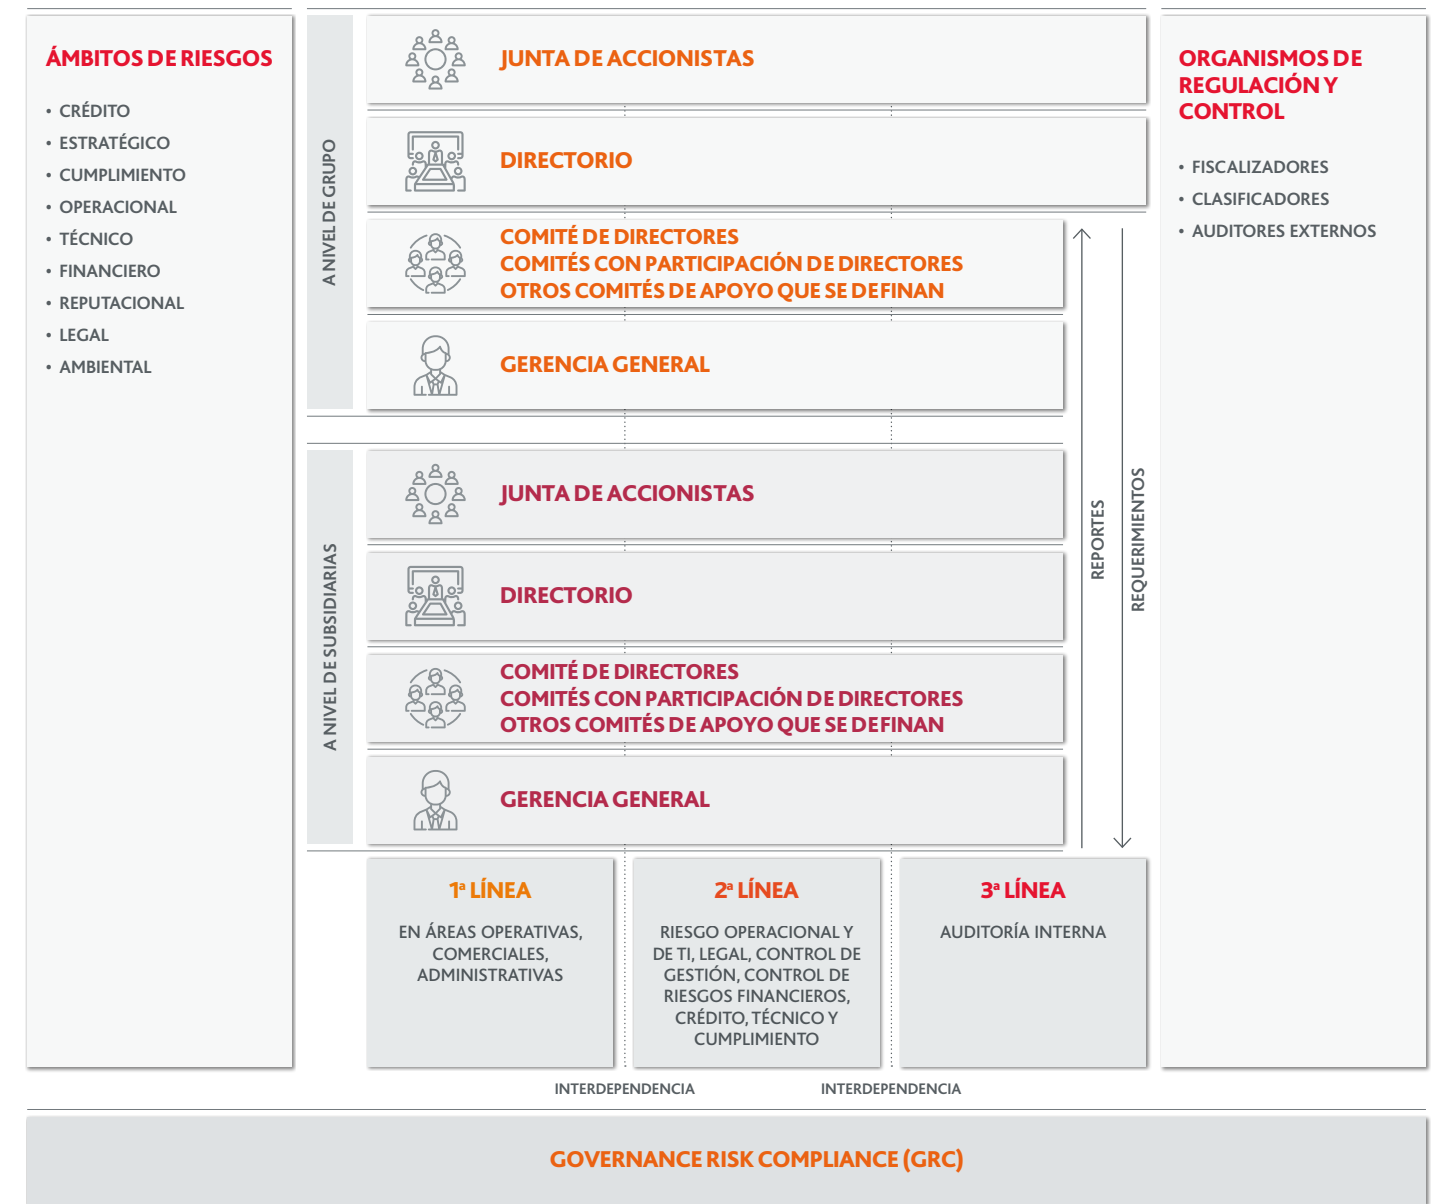 ÁMBITOS DE RIESGOS
• CRÉDITO
• ESTRATÉGICO
• CUMPLIMIENTO
• OPERACIONAL
• TÉCNICO
• FINANCIERO
• REPUTACIONAL
• LEGAL
• AMBIENTAL
A NIVEL DE GRUPO
JUNTA DE ACCIONISTAS
DIRECTORIO
COMITÉ DE DIRECTORES
COMITÉS CON PARTICIPACIÓN DE DIRECTORES
OTROS COMITÉS DE APOYO QUE SE DEFINAN
GERENCIA GENERAL
A NIVEL DE SUBSIDIARIAS
JUNTA DE ACCIONISTAS
DIRECTORIO
COMITÉ DE DIRECTORES
COMITÉS CON PARTICIPACIÓN DE DIRECTORES
OTROS COMITÉS DE APOYO QUE SE DEFINAN
GERENCIA GENERAL
REPORTES
REQUERIMIENTOS
1ª LÍNEA
EN ÁREAS OPERATIVAS,
COMERCIALES,
ADMINISTRATIVAS
2ª LÍNEA
RIESGO OPERACIONAL Y
DE TI, LEGAL, CONTROL DE
GESTIÓN, CONTROL DE
RIESGOS FINANCIEROS,
CRÉDITO, TÉCNICO Y
CUMPLIMIENTO
3ª LÍNEA
AUDITORÍA INTERNA
INTERDEPENDENCIA
INTERDEPENDENCIA
ORGANISMOS DE
REGULACIÓN Y
CONTROL
• FISCALIZADORES
• CLASIFICADORES
• AUDITORES EXTERNOS
GOVERNANCE RISK COMPLIANCE (GRC)